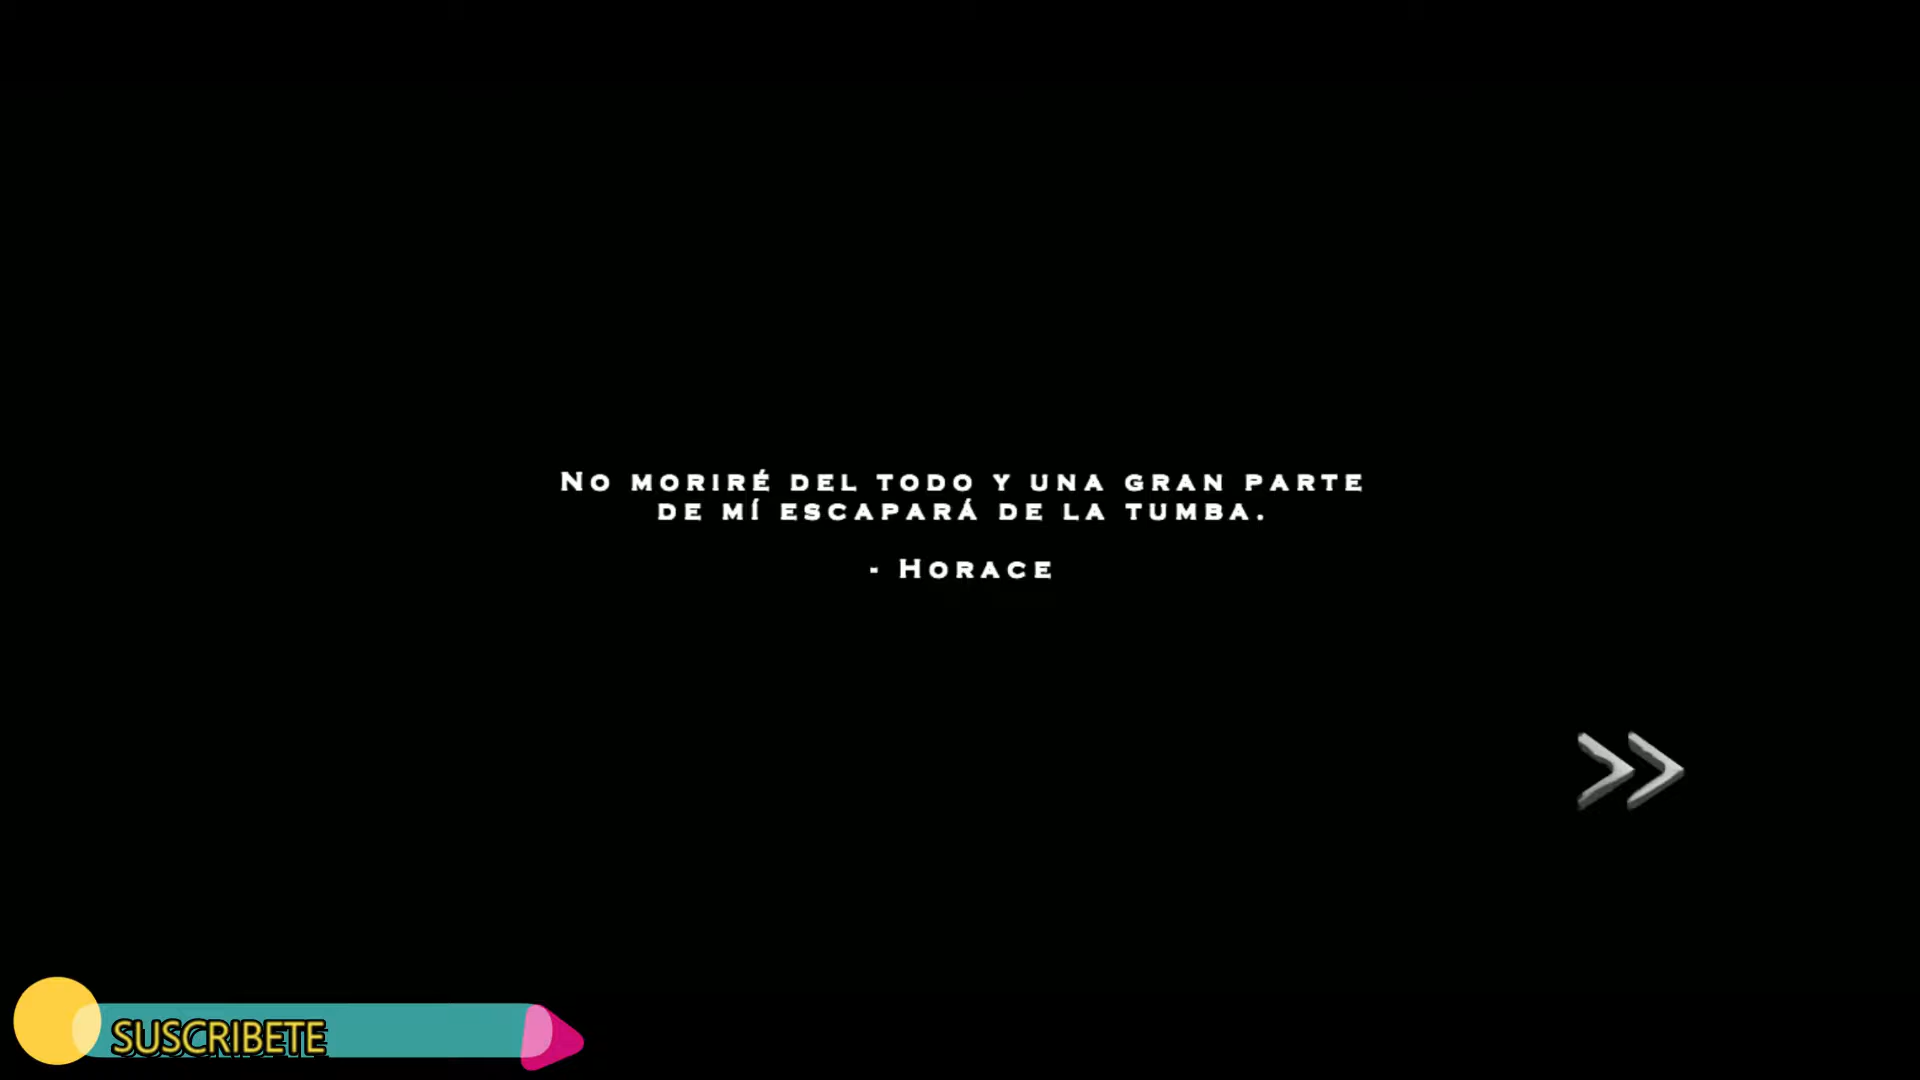 No moriré del todo y una gran parte
de mí escapará de la tumba.
- Horace
SUSCRIBETE